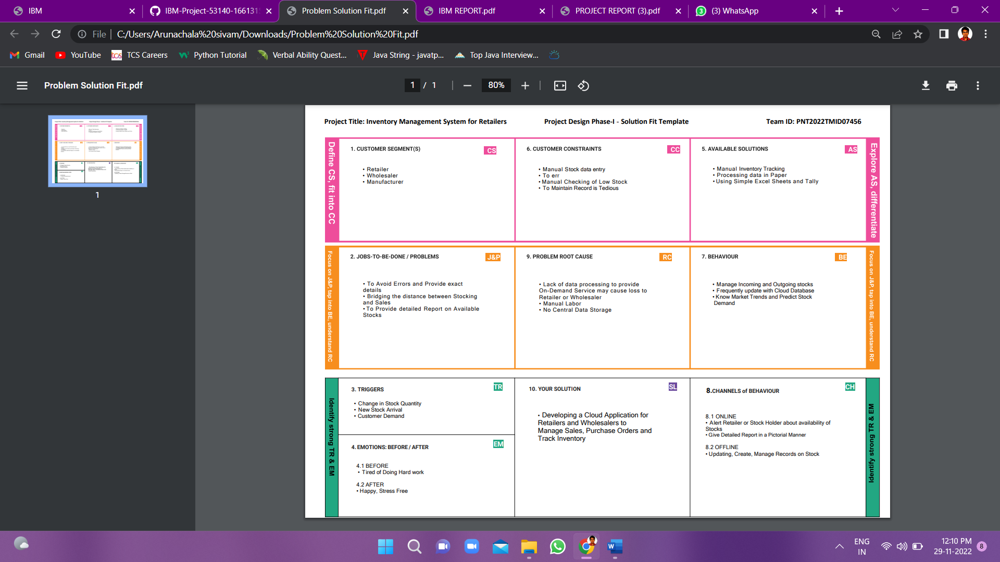 IBM
IBM-Project-53140-166131
Problem Solution Fit.pdf
IBM REPORT.pdf
PROJECT REPORT (3).pdf
3
(3) WhatsApp
File
C:/Users/Arunachala%20sivam/Downloads/Problem%20Solution%20Fit.pdf
Gmail
YouTube
tcs
TCS Careers
Python Tutorial
Verbal Ability Quest...
Java String - javatp...
Top Java Interview...
Problem Solution Fit.pdf
1 / 1
80%
1
Project Title: Inventory Management System for Retailers
Project Design Phase-I - Solution Fit Template
Team ID: PNT2022TMID07456
Define CS, fit into CC
1. CUSTOMER SEGMENT(S)
CS
• Retailer
• Wholesaler
• Manufacturer
6. CUSTOMER CONSTRAINTS
CC
• Manual Stock data entry
• To err
• Manual Checking of Low Stock
• To Maintain Record is Tedious
5. AVAILABLE SOLUTIONS
AS
• Manual Inventory Tracking
• Processing data in Paper
• Using Simple Excel Sheets and Tally
Explore AS, differentiate
Focus on J&P, tap into BE, understand RC
2. JOBS-TO-BE-DONE / PROBLEMS
J&P
• To Avoid Errors and Provide exact
details
• Bridging the distance between Stocking
and Sales
• To Provide detailed Report on Available
Stocks
9. PROBLEM ROOT CAUSE
RC
• Lack of data processing to provide
On-Demand Service may cause loss to
Retailer or Wholesaler
• Manual Labor
• No Central Data Storage
7. BEHAVIOUR
BE
• Manage Incoming and Outgoing stocks
• Frequently update with Cloud Database
• Know Market Trends and Predict Stock
Demand
Focus on J&P, tap into BE, understand RC
Identify strong TR & EM
3. TRIGGERS
TR
• Change in Stock Quantity
• New Stock Arrival
• Customer Demand
4. EMOTIONS: BEFORE / AFTER
EM
4.1 BEFORE
• Tired of Doing Hard work
4.2 AFTER
• Happy, Stress Free
10. YOUR SOLUTION
SL
• Developing a Cloud Application for
Retailers and Wholesalers to
Manage Sales, Purchase Orders and
Track Inventory
8.CHANNELS of BEHAVIOUR
CH
8.1 ONLINE
• Alert Retailer or Stock Holder about availability of
Stocks
• Give Detailed Report in a Pictorial Manner
8.2 OFFLINE
• Updating, Create, Manage Records on Stock
Identify strong TR & EM
W
ENG
IN
12:10 PM
29-11-2022
8